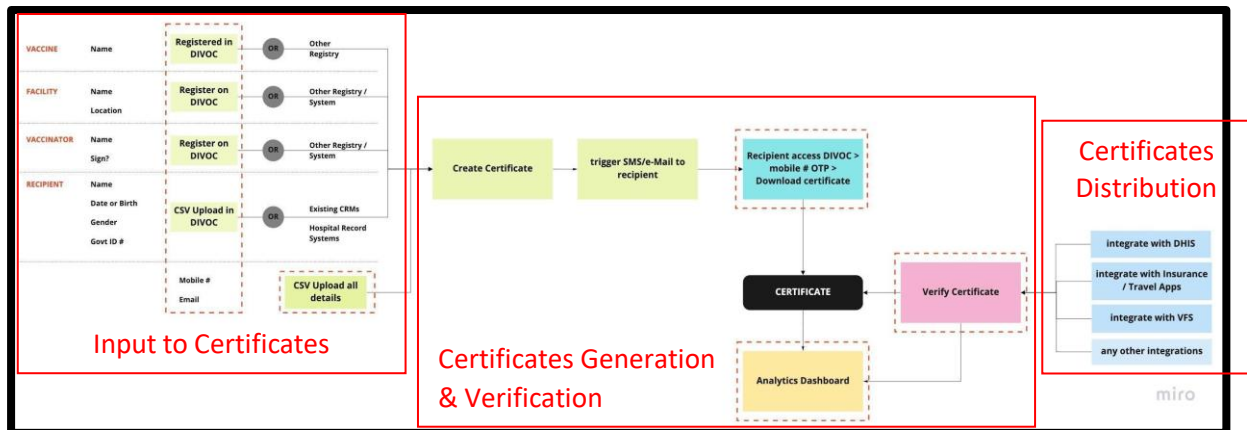 VACCINE
Name
Registered in
DIVOC
OR
Other
Registry
FACILITY
Name
Location
Register on
DIVOC
OR
Other Registry /
System
VACCINATOR
Name
Sign?
Register on
DIVOC
OR
Other Registry /
System
RECIPIENT
Name
Date or Birth
Gender
Govt ID #
CSV Upload in
DIVOC
OR
Existing CRMs
Hospital Record
Systems
Mobile #
Email
CSV Upload all
details
Input to Certificates
Create Certificate
trigger SMS/e-Mail to
recipient
Recipient access DIVOC >
mobile # OTP >
Download certificate
CERTIFICATE
Verify Certificate
Analytics Dashboard
Certificates Generation
& Verification
Certificates
Distribution
integrate with DHIS
integrate with Insurance
/ Travel Apps
integrate with VFS
any other integrations
miro